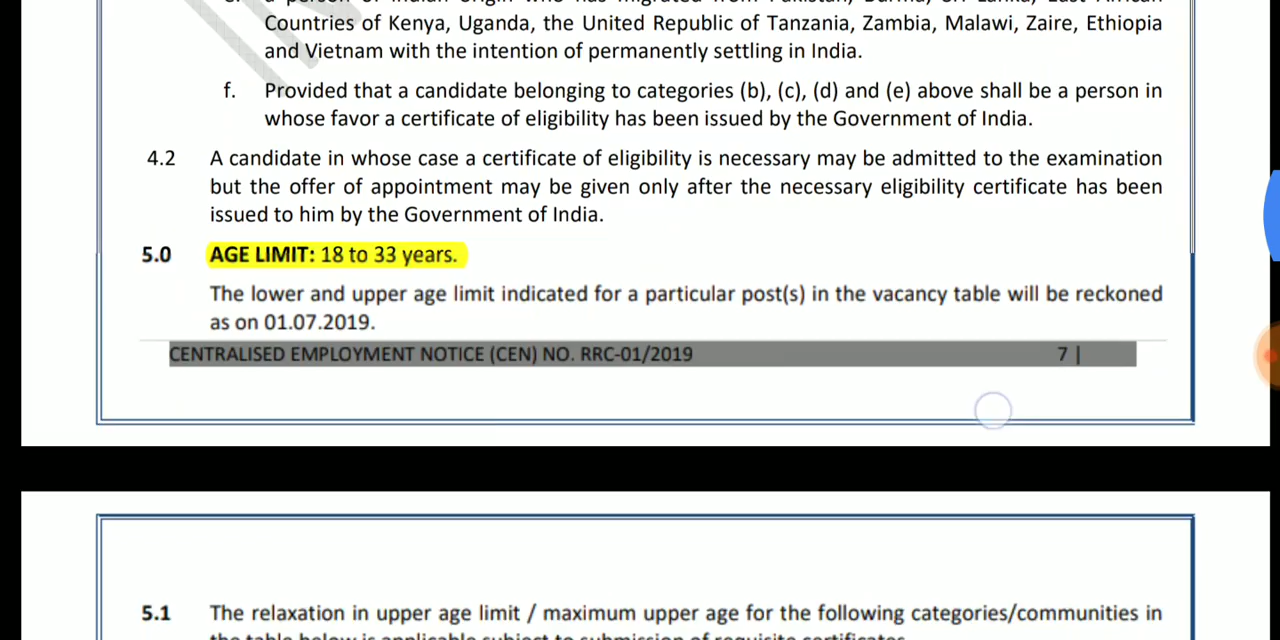 Countries of Kenya, Uganda, the United Republic of Tanzania, Zambia, Malawi, Zaire, Ethiopia
and Vietnam with the intention of permanently settling in India.
f. Provided that a candidate belonging to categories (b), (c), (d) and (e) above shall be a person in
whose favor a certificate of eligibility has been issued by the Government of India.
4.2 A candidate in whose case a certificate of eligibility is necessary may be admitted to the examination
but the offer of appointment may be given only after the necessary eligibility certificate has been
issued to him by the Government of India.
5.0 AGE LIMIT: 18 to 33 years.
The lower and upper age limit indicated for a particular post(s) in the vacancy table will be reckoned
as on 01.07.2019.
CENTRALISED EMPLOYMENT NOTICE (CEN) NO. RRC-01/2019 7 |
5.1 The relaxation in upper age limit / maximum upper age for the following categories/communities in